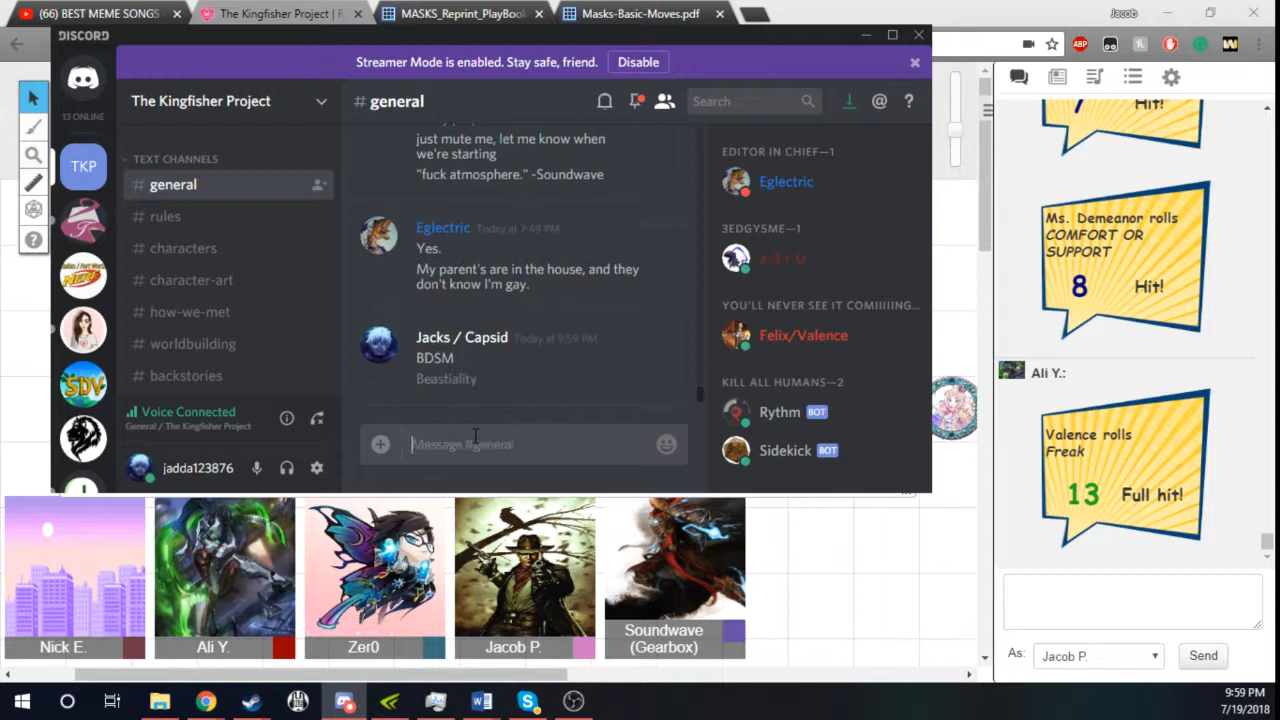 (66) BEST MEME SONGS
The Kingfisher Project | R
MASKS_Reprint_PlayBook
Masks-Basic-Moves.pdf
Jacob
DISCORD
Streamer Mode is enabled. Stay safe, friend.
Disable
13 ONLINE
TKP
SDV
The Kingfisher Project
# general
Search
TEXT CHANNELS
# general
# rules
# characters
# character-art
# how-we-met
# worldbuilding
# backstories
Voice Connected
General / The Kingfisher Project
jadda123876
just mute me, let me know when
we're starting
"fuck atmosphere." -Soundwave
Eglectric Today at 7:49 PM
Yes.
My parent's are in the house, and they
don't know I'm gay.
Jacks / Capsid Today at 9:59 PM
BDSM
Beastiality
Message #general
EDITOR IN CHIEF—1
Eglectric
3EDGY5ME—1
YOU'LL NEVER SEE IT COMIIIIING...
Felix/Valence
KILL ALL HUMANS—2
Rythm BOT
Sidekick BOT
7 Hit!
Ms. Demeanor rolls
COMFORT OR
SUPPORT
8 Hit!
Ali Y.:
Valence rolls
Freak
13 Full hit!
As: Jacob P. Send
Nick E.
Ali Y.
Zer0
Jacob P.
Soundwave
(Gearbox)
9:59 PM
7/19/2018